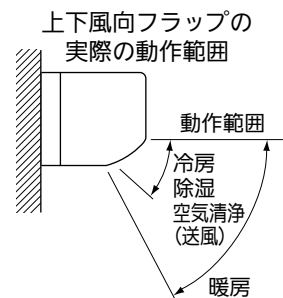 上下風向フラップの
実際の動作範囲
動作範囲
冷房
除湿
空気清浄
(送風)
暖房